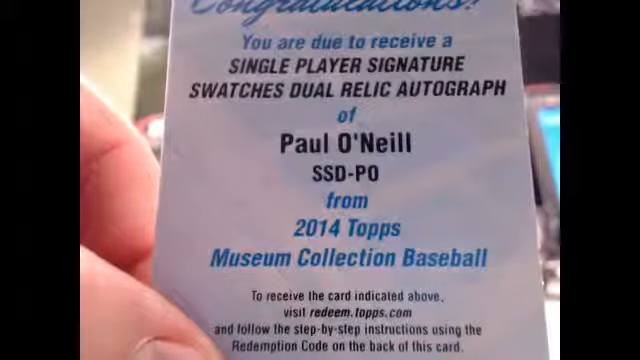 Congratulations!
You are due to receive a
SINGLE PLAYER SIGNATURE
SWATCHES DUAL RELIC AUTOGRAPH
of
Paul O'Neill
SSD-PO
from
2014 Topps
Museum Collection Baseball
To receive the card indicated above,
visit redeem.topps.com
and follow the step-by-step instructions using the
Redemption Code on the back of this card.